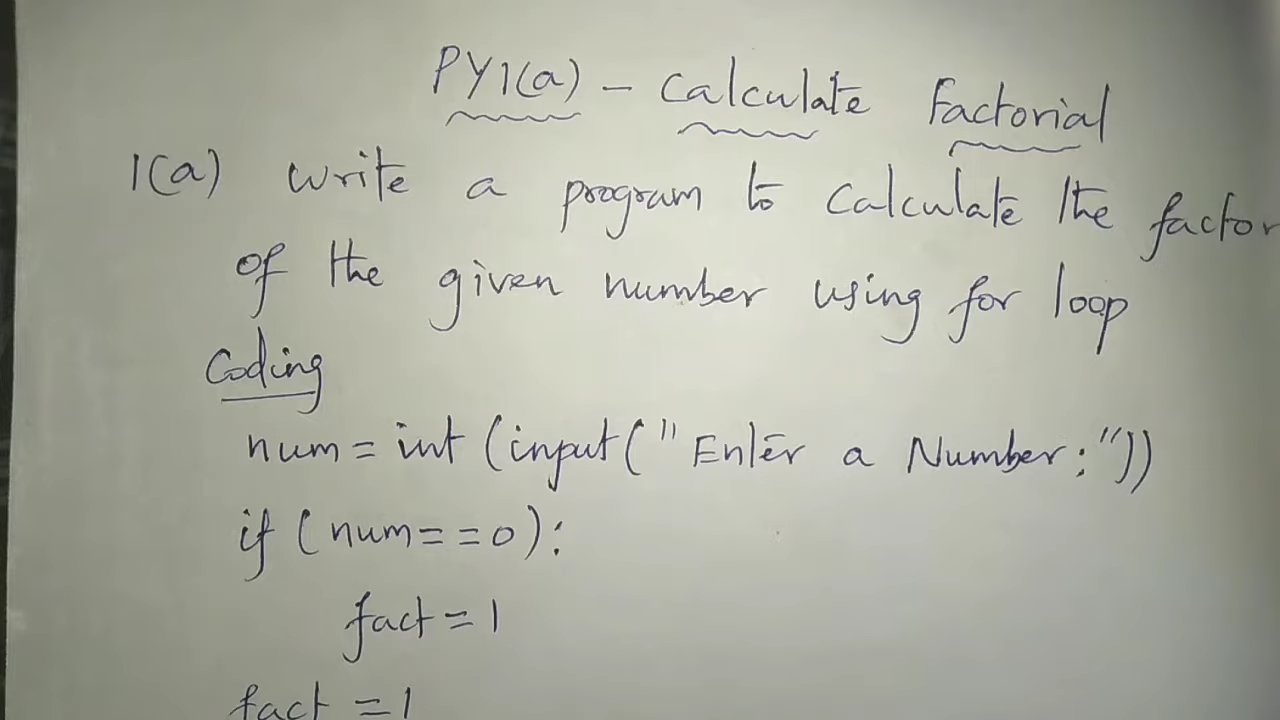 PY1(a) - Calculate Factorial
1(a) Write a program to Calculate the factor
of the given number using for loop
Coding
num = int (input ("Enter a Number:"))
if (num==0):
fact = 1
fact = 1